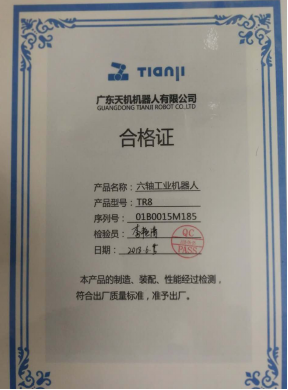 TIANJI
广东天机机器人有限公司
GUANGDONG TIANJI ROBOT CO.,LTD
合格证
产品名称：六轴工业机器人
产品型号：TR8
序列号：01B0015M185
检验员：
日期：
QC
PASS
本产品的制造、装配、性能经过检测，
符合出厂质量标准，准予出厂。